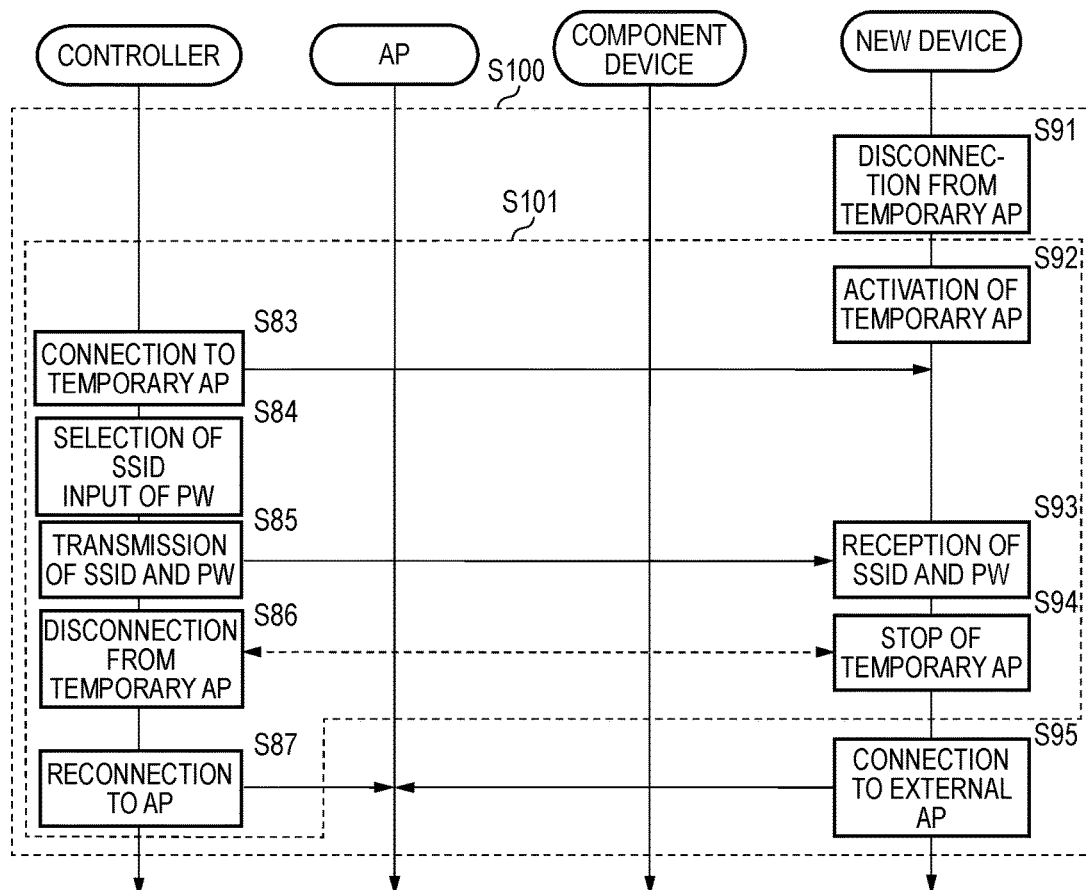 CONTROLLER
AP
COMPONENT
DEVICE
NEW DEVICE
S100
S91
DISCONNEC-
TION FROM
TEMPORARY AP
S101
S92
ACTIVATION OF
TEMPORARY AP
S83
CONNECTION TO
TEMPORARY AP
S84
SELECTION OF
SSID
INPUT OF PW
S85
TRANSMISSION
OF SSID AND PW
S93
RECEPTION OF
SSID AND PW
S86
DISCONNECTION
FROM
TEMPORARY AP
S94
STOP OF
TEMPORARY AP
S87
RECONNECTION
TO AP
S95
CONNECTION
TO EXTERNAL
AP